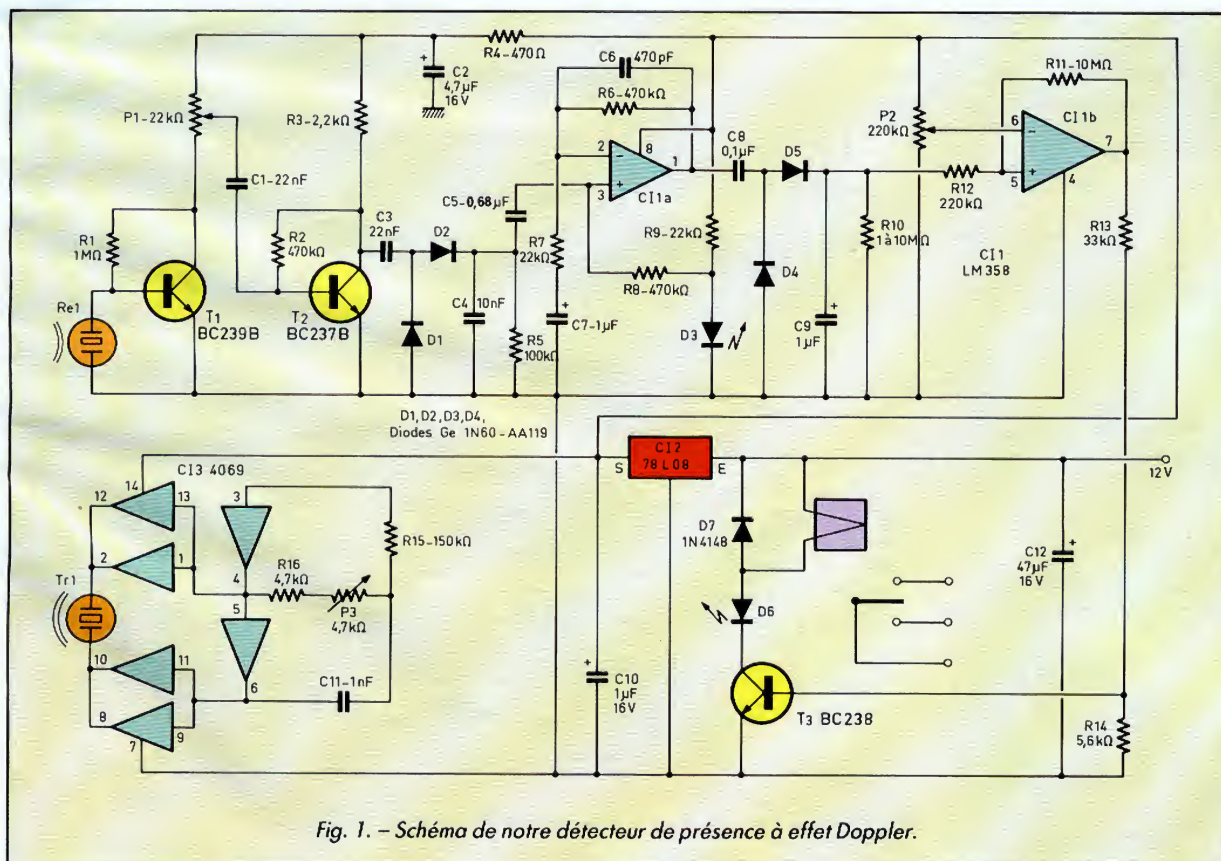 R4-470Ω
C6 470pF
R6-470kΩ
R11-10MΩ
+
C2
4,7µF
16V
P1-22kΩ
R3-2,2kΩ
C1-22nF
C8
0,1µF
D5
P2
220kΩ
CI1b
6
7
5
4
2
3
8
1
CI1a
C5-0,68µF
R12
220kΩ
R1
1MΩ
R2
470kΩ
C3
22nF
D2
R7
22kΩ
R9-22kΩ
R10
1 à 10MΩ
CI1
LM358
R13
33kΩ
D4
R8-470kΩ
Re1
T1
BC239B
T2
BC237B
D1
C4
10nF
R5
100kΩ
C7-1µF
D3
C9
1µF
D1, D2, D3, D4,
Diodes Ge 1N60-AA119
CI3 4069
12
14
13
3
S
CI2
78L08
E
12V
R15-150kΩ
D7
1N4148
2
1
4
R16
4,7kΩ
P3
4,7kΩ
C12
47µF
16V
Tr1
5
D6
10
11
6
C11-1nF
8
7
9
C10
1µF
16V
T3 BC238
R14
5,6kΩ
Fig. 1. – Schéma de notre détecteur de présence à effet Doppler.